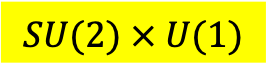 SU(2) × U(1)